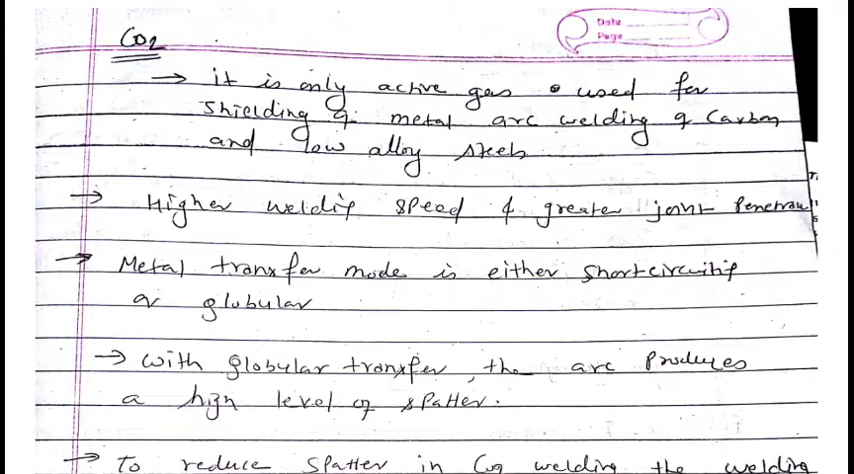 Date
Page
CO2
→ it is only active gas used for
Shielding of metal arc welding of Carbon
and low alloy steels
→ Higher welding speed & greater joint Penetrati
→ Metal transfer mode is either shortcircuiting
or globular
→ with globular transfer, the arc Produces
a high level of spatter.
→ To reduce Spatter in CO2 welding the welding